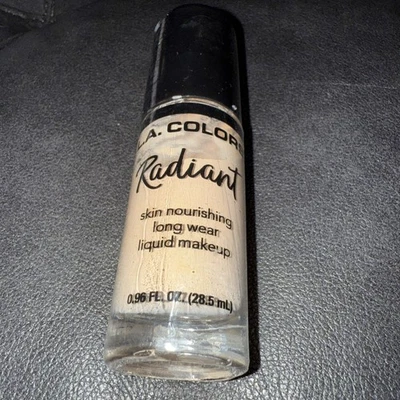 L.A. COLORS
Radiant
skin nourishing
long wear
liquid makeup
0.96 FL. OZ. (28.5 mL)